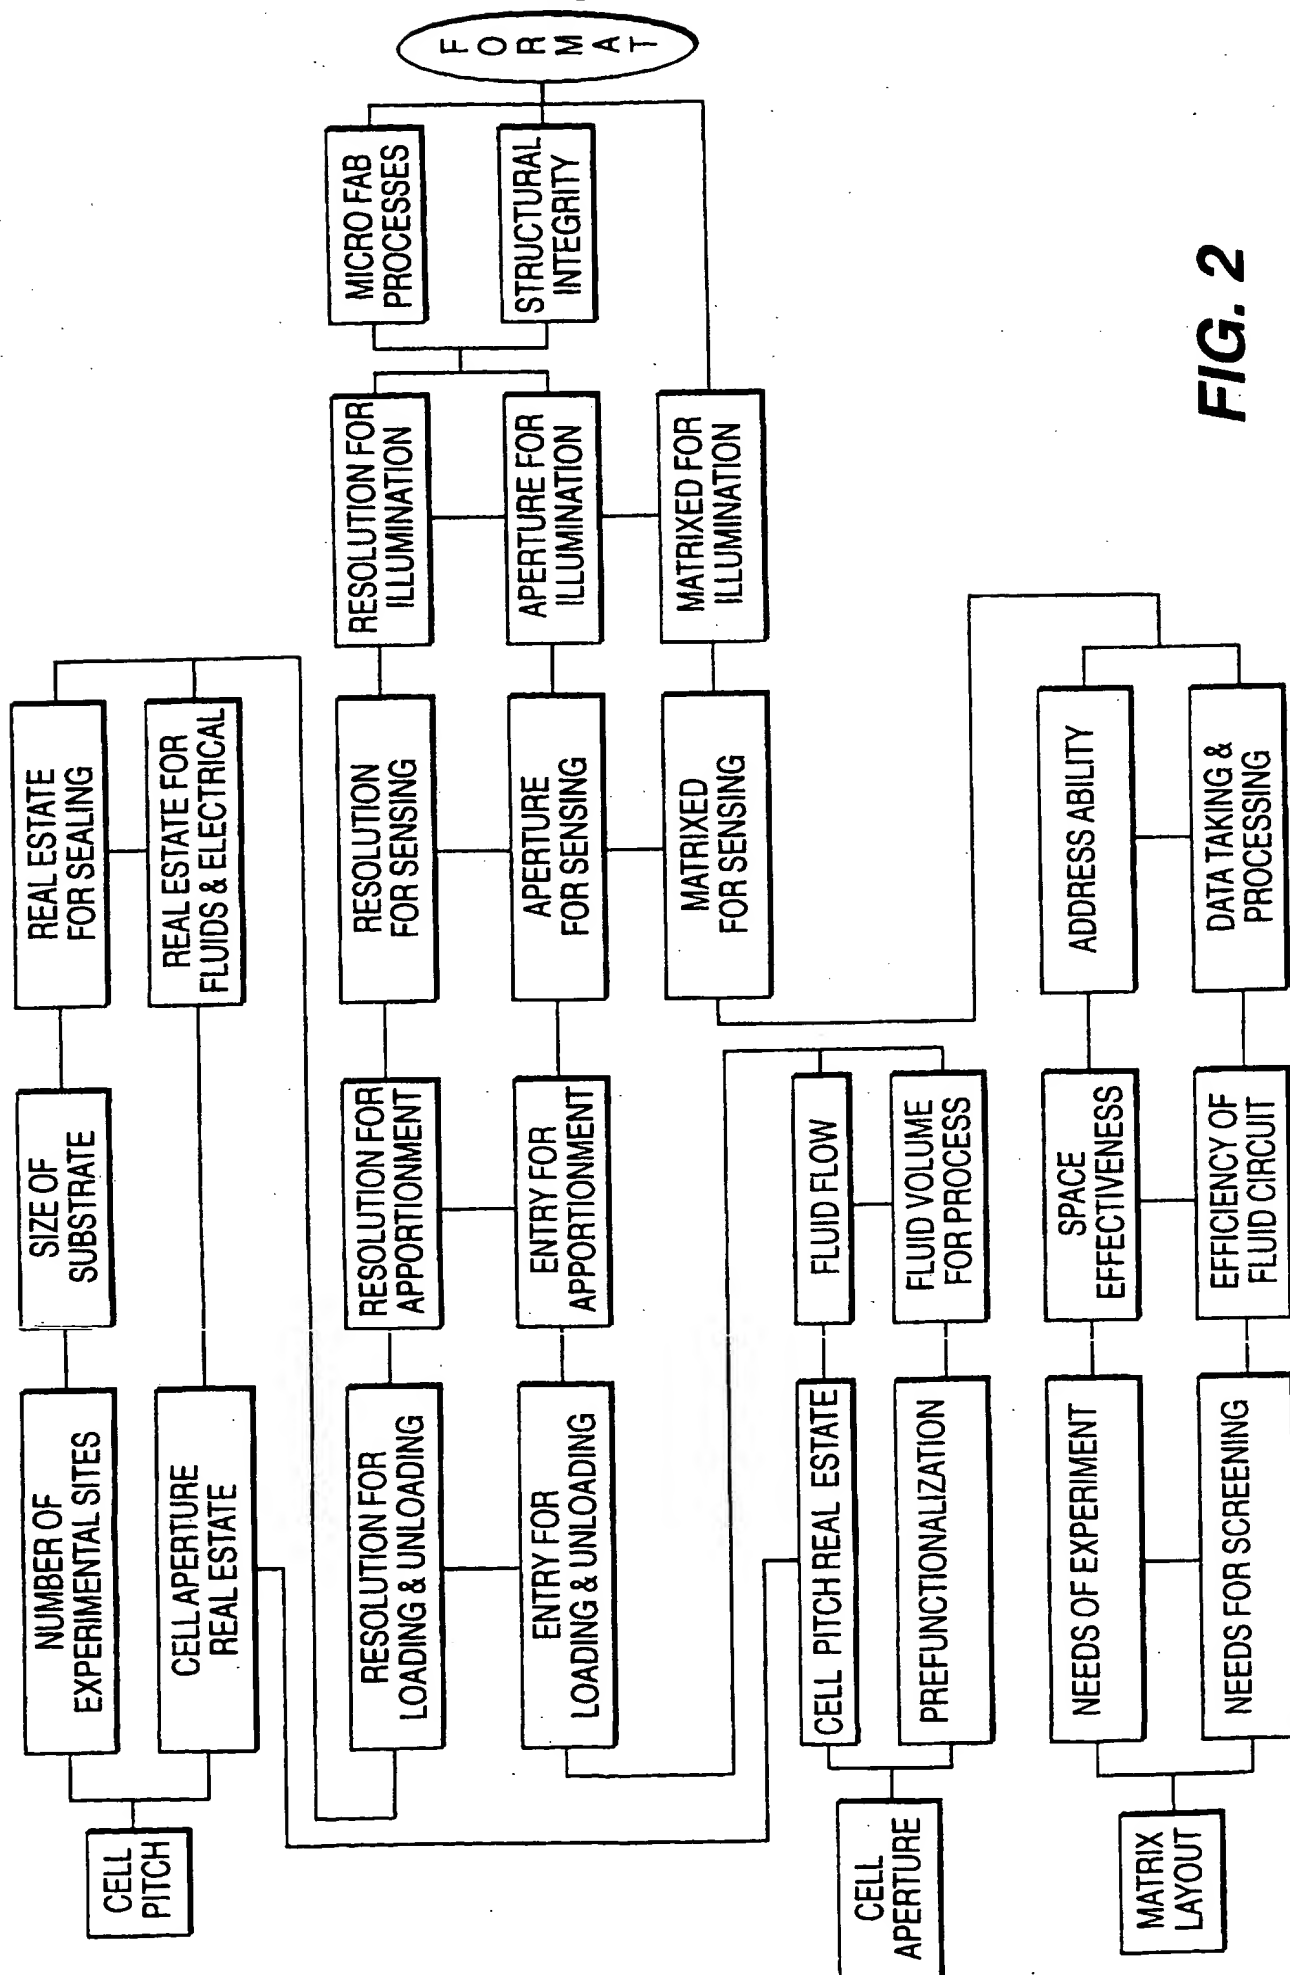 CELL
PITCH
NUMBER OF
EXPERIMENTAL SITES
SIZE OF
SUBSTRATE
REAL ESTATE
FOR SEALING
CELL APERTURE
REAL ESTATE
REAL ESTATE FOR
FLUIDS & ELECTRICAL
RESOLUTION FOR
LOADING & UNLOADING
RESOLUTION FOR
APPORTIONMENT
RESOLUTION
FOR SENSING
RESOLUTION FOR
ILLUMINATION
MICRO FAB
PROCESSES
FORMAT
ENTRY FOR
LOADING & UNLOADING
ENTRY FOR
APPORTIONMENT
APERTURE
FOR SENSING
APERTURE FOR
ILLUMINATION
STRUCTURAL
INTEGRITY
MATRIXED
FOR SENSING
MATRIXED FOR
ILLUMINATION
CELL
APERTURE
CELL PITCH REAL ESTATE
FLUID FLOW
PREFUNCTIONALIZATION
FLUID VOLUME
FOR PROCESS
MATRIX
LAYOUT
NEEDS OF EXPERIMENT
SPACE
EFFECTIVENESS
ADDRESS ABILITY
NEEDS FOR SCREENING
EFFICIENCY OF
FLUID CIRCUIT
DATA TAKING &
PROCESSING
FIG. 2